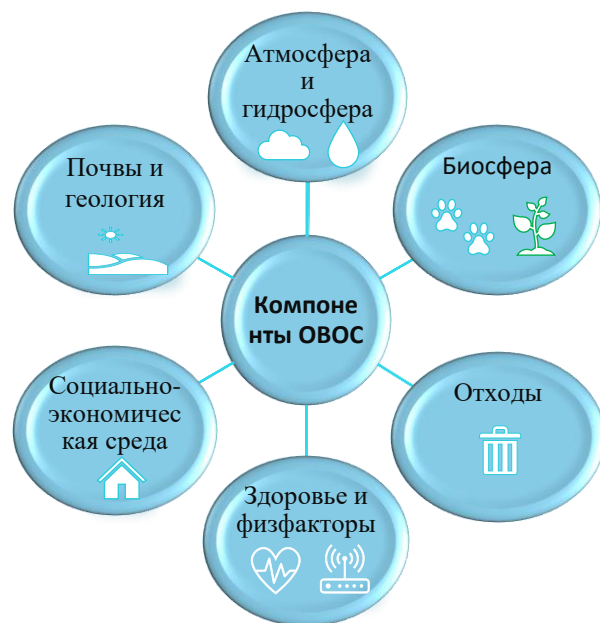 Атмосфера
и
гидросфера
Биосфера
Отходы
Здоровье и
физфакторы
Социально-
экономичес
кая среда
Почвы и
геология
Компоне
нты ОВОС